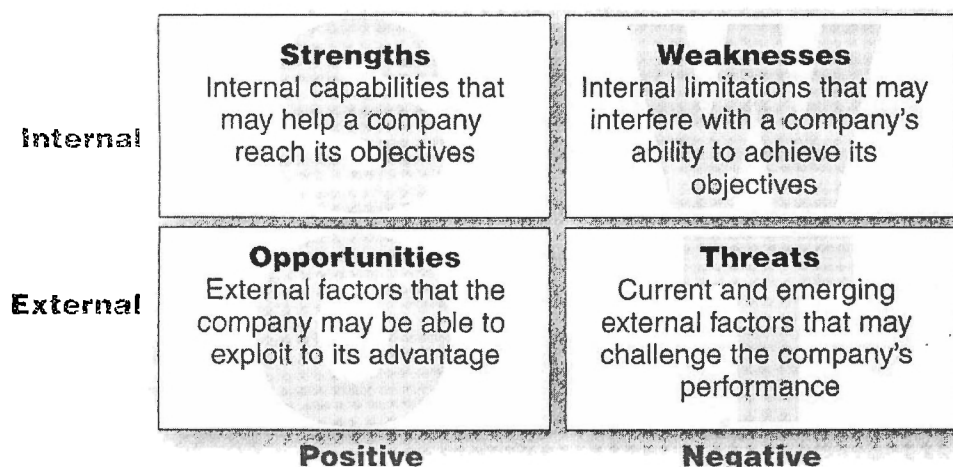 Strengths
Internal capabilities that
may help a company
reach its objectives
Weaknesses
Internal limitations that may
interfere with a company's
ability to achieve its
objectives
Internal
Opportunities
External factors that the
company may be able to
exploit to its advantage
Threats
Current and emerging
external factors that may
challenge the company's
performance
External
Positive
Negative